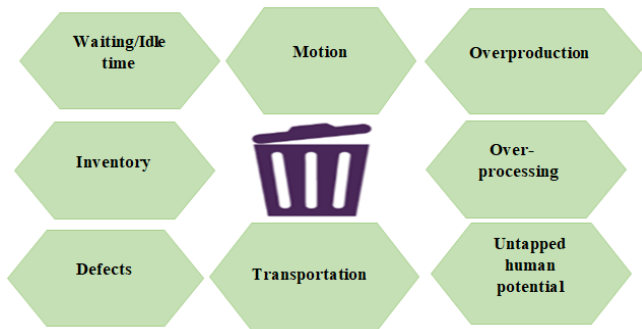 Waiting/Idle
time
Motion
Overproduction
Inventory
Over-
processing
Defects
Transportation
Untapped
human
potential